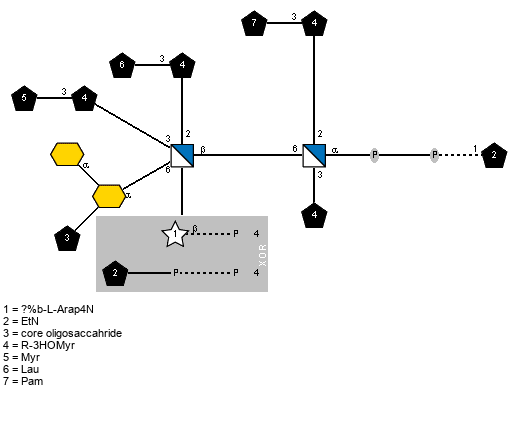 7 3 4
6 3 4
5 3 4
3 2 β 6 2 α P P 1 2
6 3
α
α
3
4
1 β P 4
2 P P 4
XOR
1 = ?%b-L-Arap4N
2 = EtN
3 = core oligosaccahride
4 = R-3HOMyr
5 = Myr
6 = Lau
7 = Pam